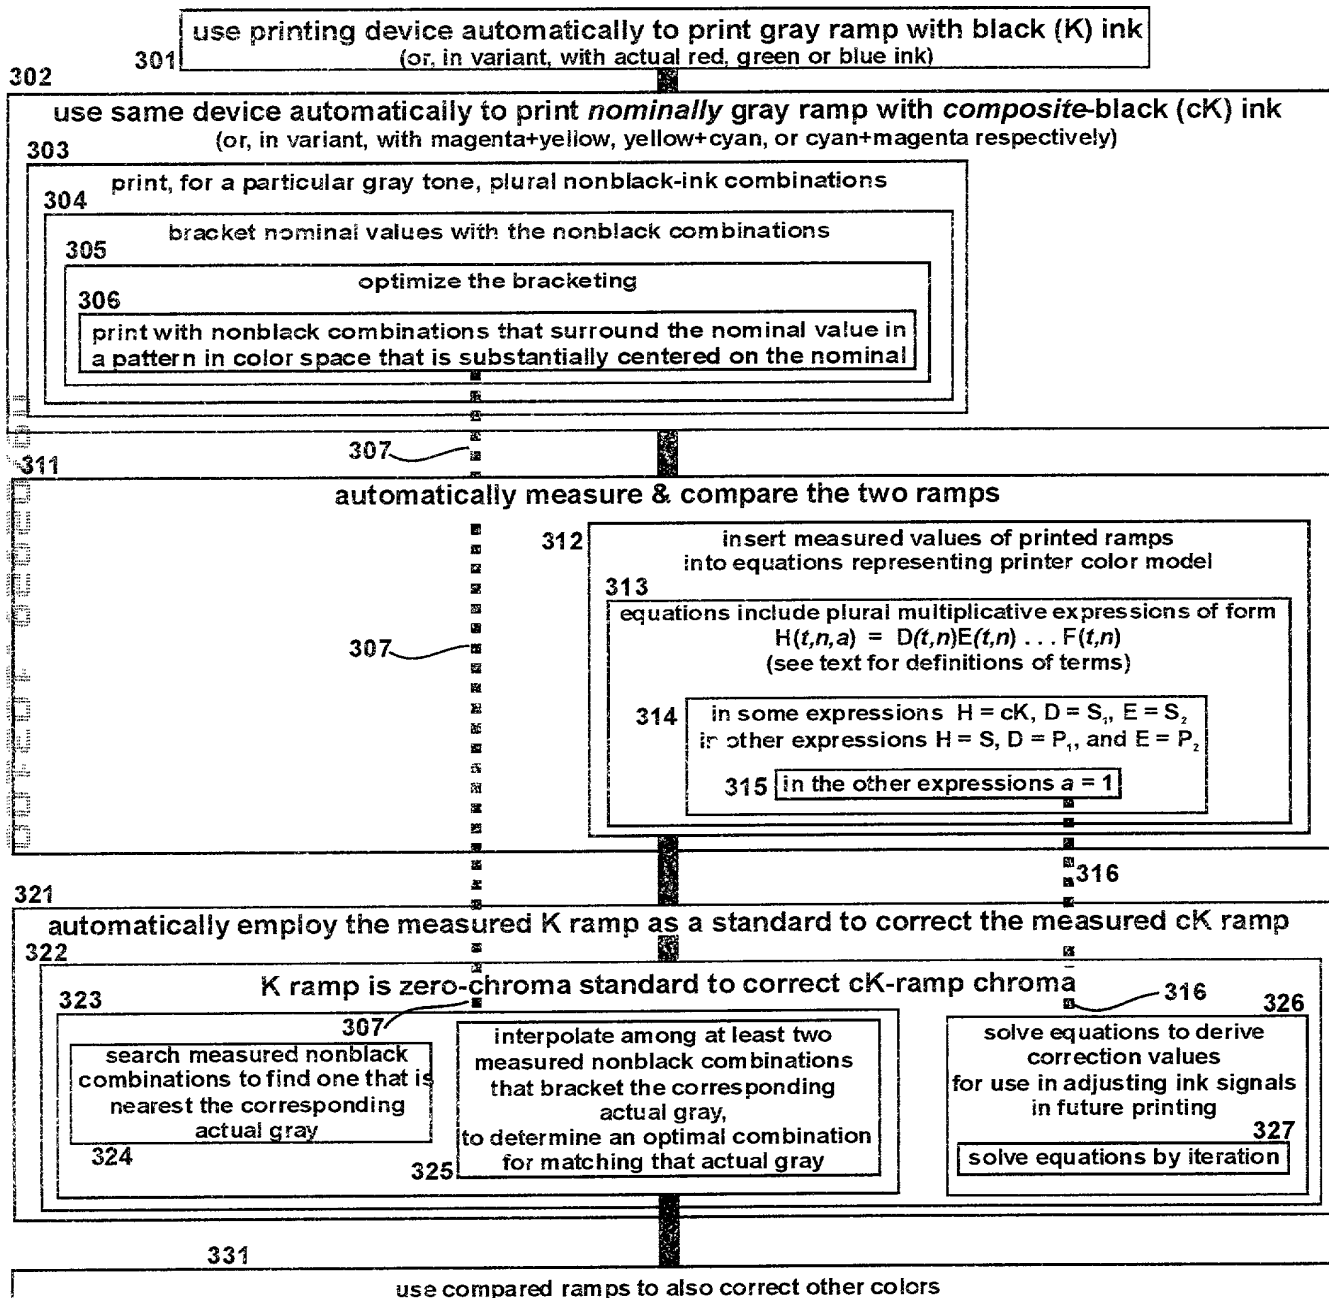 use printing device automatically to print gray ramp with black (K) ink
301
(or, in variant, with actual red, green or blue ink)
302
use same device automatically to print nominally gray ramp with composite-black (cK) ink
(or, in variant, with magenta+yellow, yellow+cyan, or cyan+magenta respectively)
303
print, for a particular gray tone, plural nonblack-ink combinations
304
bracket nominal values with the nonblack combinations
305
optimize the bracketing
306
print with nonblack combinations that surround the nominal value in
a pattern in color space that is substantially centered on the nominal
307
311
automatically measure & compare the two ramps
312
insert measured values of printed ramps
into equations representing printer color model
313
equations include plural multiplicative expressions of form
H(t,n,a) = D(t,n)E(t,n) . . . F(t,n)
307
(see text for definitions of terms)
314
in some expressions H = cK, D = S₁, E = S₂
in other expressions H = S, D = P₁, and E = P₂
315
in the other expressions a = 1
316
321
automatically employ the measured K ramp as a standard to correct the measured cK ramp
322
K ramp is zero-chroma standard to correct cK-ramp chroma
323
307
316
326
search measured nonblack
combinations to find one that is
nearest the corresponding
actual gray
324
interpolate among at least two
measured nonblack combinations
that bracket the corresponding
actual gray,
to determine an optimal combination
for matching that actual gray
325
solve equations to derive
correction values
for use in adjusting ink signals
in future printing
327
solve equations by iteration
331
use compared ramps to also correct other colors